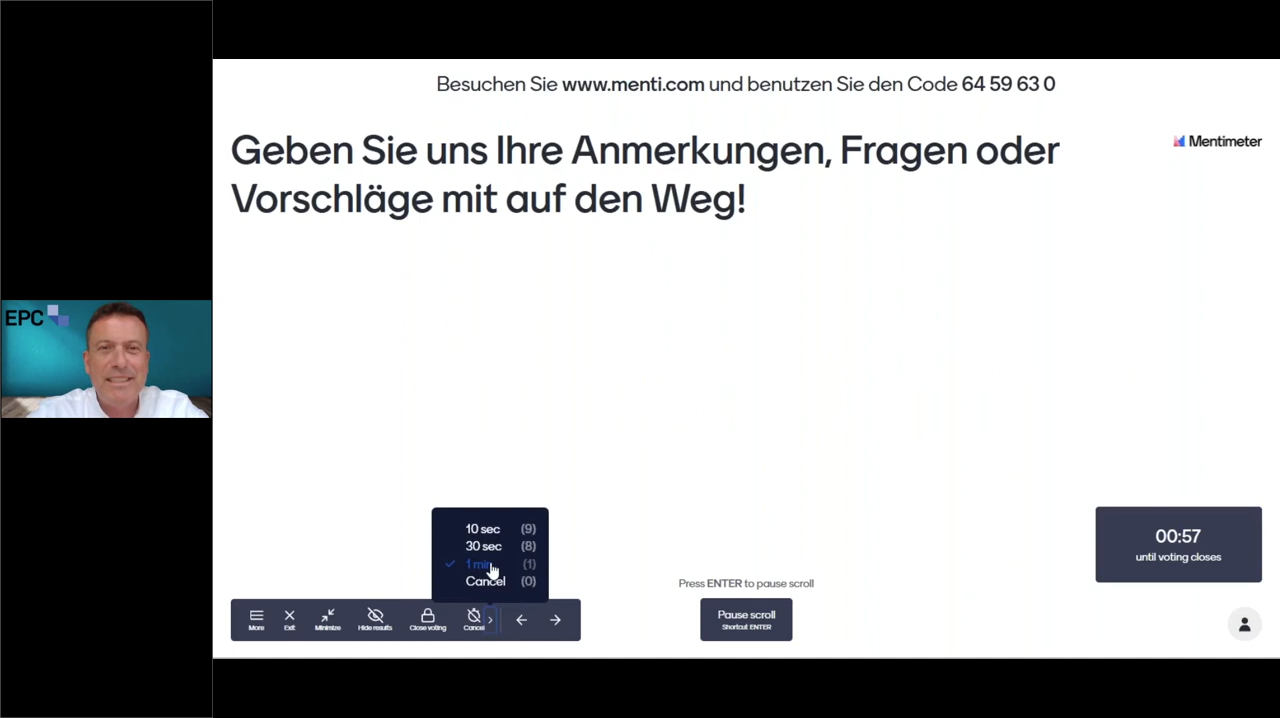 Besuchen Sie www.menti.com und benutzen Sie den Code 64 59 63 0
Geben Sie uns Ihre Anmerkungen, Fragen oder
Vorschläge mit auf den Weg!
Mentimeter
EPC
10 sec (9)
30 sec (8)
1 min (1)
Cancel (0)
00:57
until voting closes
Press ENTER to pause scroll
Pause scroll
Shortcut ENTER
More
Exit
Minimize
Hide results
Close voting
Cancel